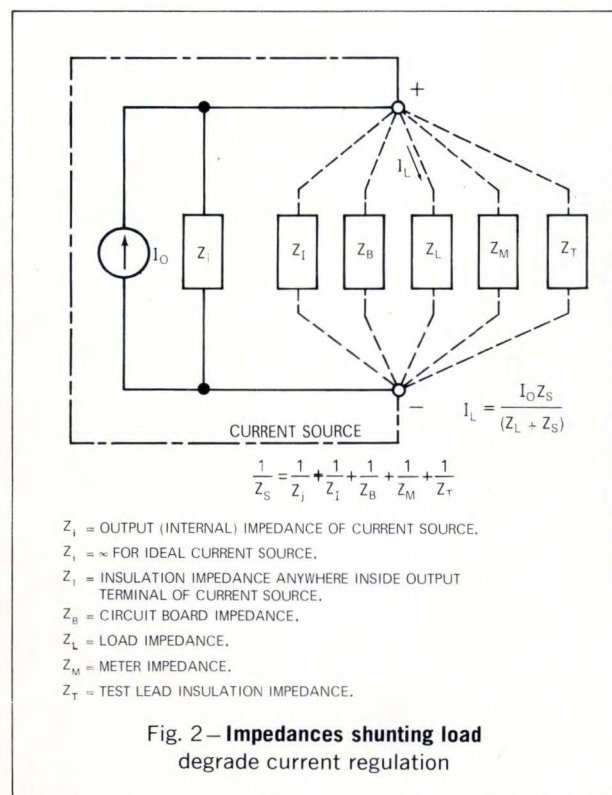 +
I_L
I_O
Z_i
Z_I
Z_B
Z_L
Z_M
Z_T
−
I_L = I_O Z_S / (Z_L + Z_S)
CURRENT SOURCE
1/Z_S = 1/Z_j + 1/Z_I + 1/Z_B + 1/Z_M + 1/Z_T
Z_i = OUTPUT (INTERNAL) IMPEDANCE OF CURRENT SOURCE.
Z_i = ∞ FOR IDEAL CURRENT SOURCE.
Z_I = INSULATION IMPEDANCE ANYWHERE INSIDE OUTPUT
TERMINAL OF CURRENT SOURCE.
Z_B = CIRCUIT BOARD IMPEDANCE.
Z_L = LOAD IMPEDANCE.
Z_M = METER IMPEDANCE.
Z_T = TEST LEAD INSULATION IMPEDANCE.
Fig. 2—Impedances shunting load
degrade current regulation